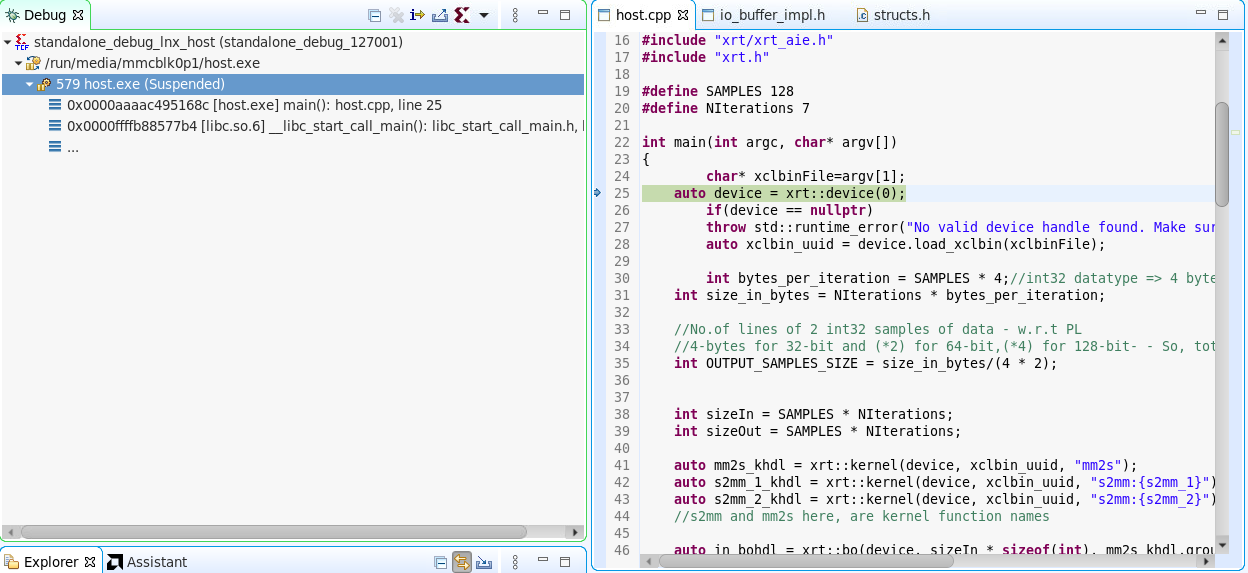 Debug
standalone_debug_lnx_host (standalone_debug_127001)
/run/media/mmcblk0p1/host.exe
579 host.exe (Suspended)
0x0000aaaac495168c [host.exe] main(): host.cpp, line 25
0x0000ffffb88577b4 [libc.so.6] __libc_start_call_main(): libc_start_call_main.h,
...
Explorer Assistant
host.cpp io_buffer_impl.h structs.h
16 #include "xrt/xrt_aie.h"
17 #include "xrt.h"
18
19 #define SAMPLES 128
20 #define NIterations 7
21
22 int main(int argc, char* argv[])
23 {
24 char* xclbinFile=argv[1];
25 auto device = xrt::device(0);
26 if(device == nullptr)
27 throw std::runtime_error("No valid device handle found. Make sur
28 auto xclbin_uuid = device.load_xclbin(xclbinFile);
29
30 int bytes_per_iteration = SAMPLES * 4;//int32 datatype => 4 byte
31 int size_in_bytes = NIterations * bytes_per_iteration;
32
33 //No.of lines of 2 int32 samples of data - w.r.t PL
34 //4-bytes for 32-bit and (*2) for 64-bit,(*4) for 128-bit- - So, tot
35 int OUTPUT_SAMPLES_SIZE = size_in_bytes/(4 * 2);
36
37
38 int sizeIn = SAMPLES * NIterations;
39 int sizeOut = SAMPLES * NIterations;
40
41 auto mm2s_khdl = xrt::kernel(device, xclbin_uuid, "mm2s");
42 auto s2mm_1_khdl = xrt::kernel(device, xclbin_uuid, "s2mm:{s2mm_1}")
43 auto s2mm_2_khdl = xrt::kernel(device, xclbin_uuid, "s2mm:{s2mm_2}")
44 //s2mm and mm2s here, are kernel function names
45
46 auto in_bohdl = xrt::bo(device, sizeIn * sizeof(int), mm2s_khdl.grou